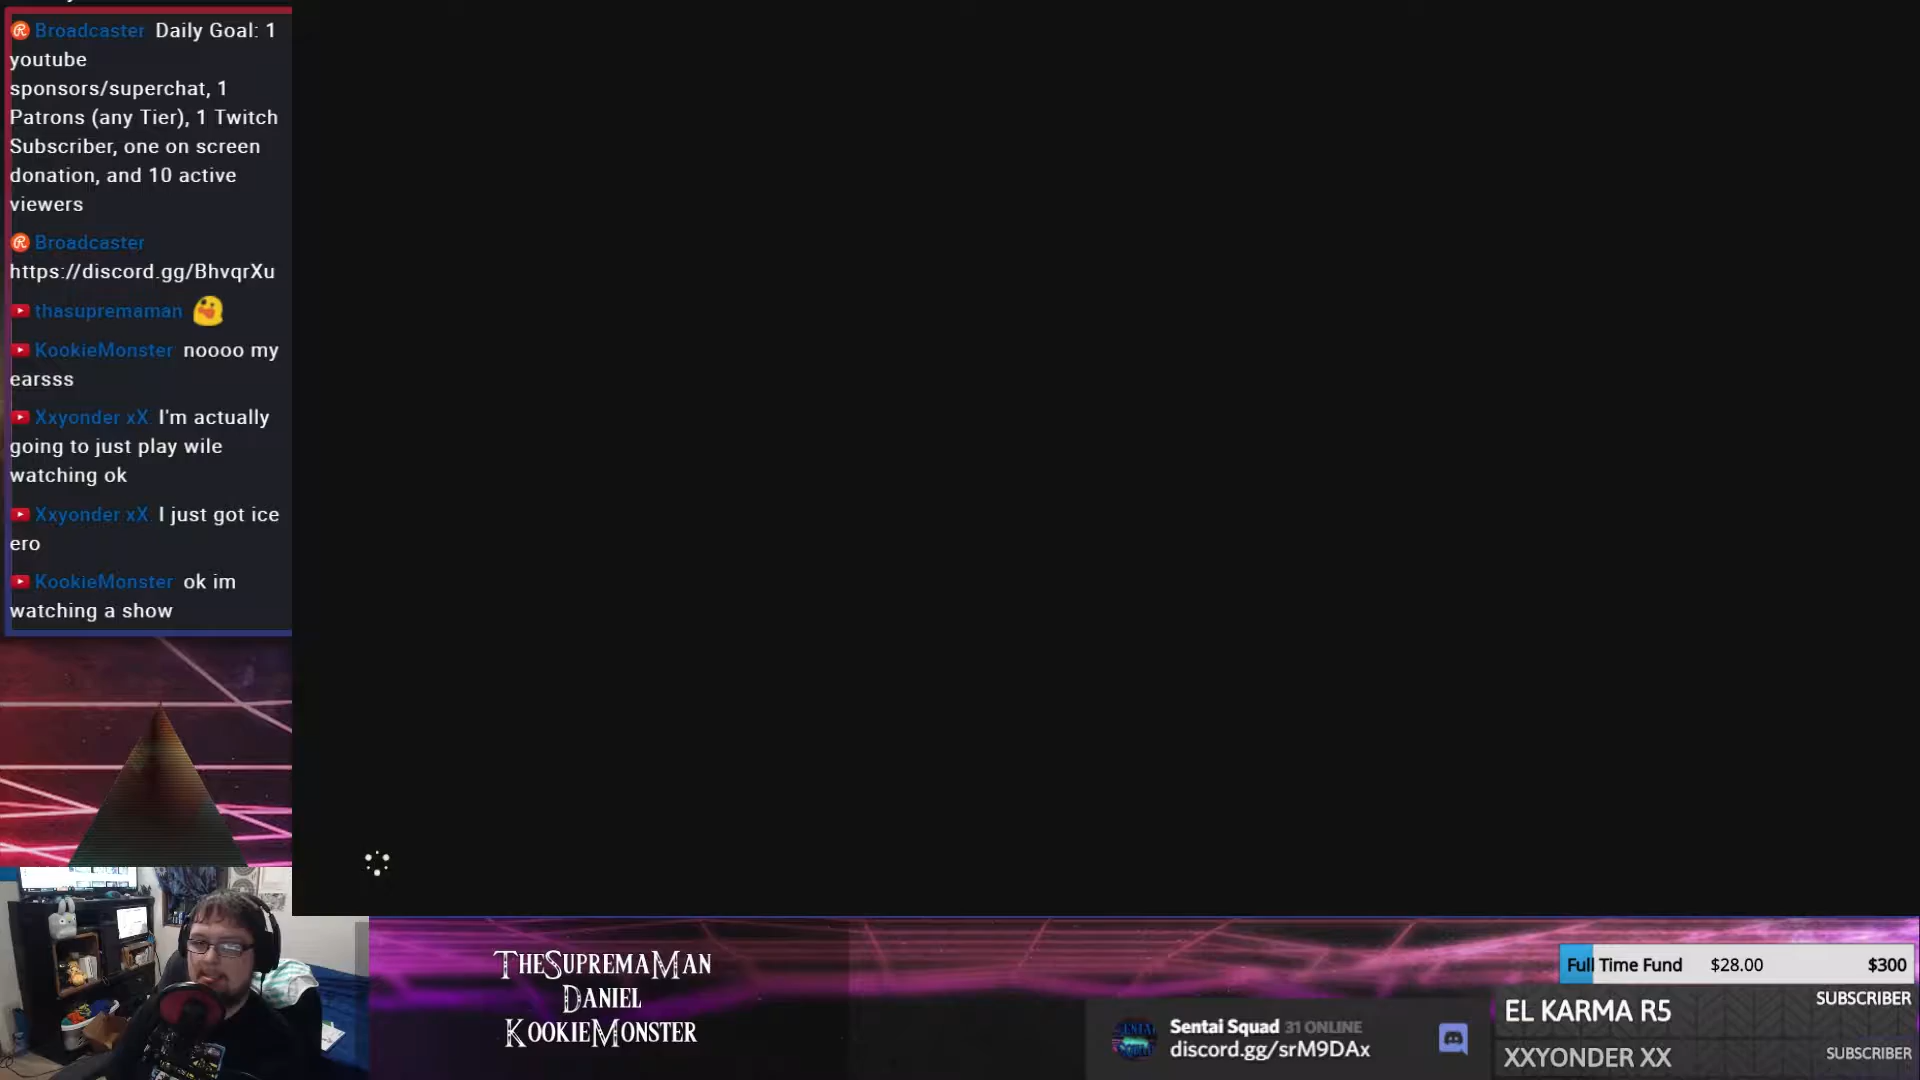 Broadcaster Daily Goal: 1
youtube
sponsors/superchat, 1
Patrons (any Tier), 1 Twitch
Subscriber, one on screen
donation, and 10 active
viewers
Broadcaster
https://discord.gg/BhvqrXu
thasupremaman
KookieMonster noooo my
earsss
Xxyonder xX I'm actually
going to just play wile
watching ok
Xxyonder xX I just got ice
ero
KookieMonster ok im
watching a show
TheSupremaMan
Daniel
KookieMonster
Sentai Squad 31 ONLINE
discord.gg/srM9DAx
Full Time Fund $28.00 $300
SUBSCRIBER
EL KARMA R5
XXYONDER XX SUBSCRIBER